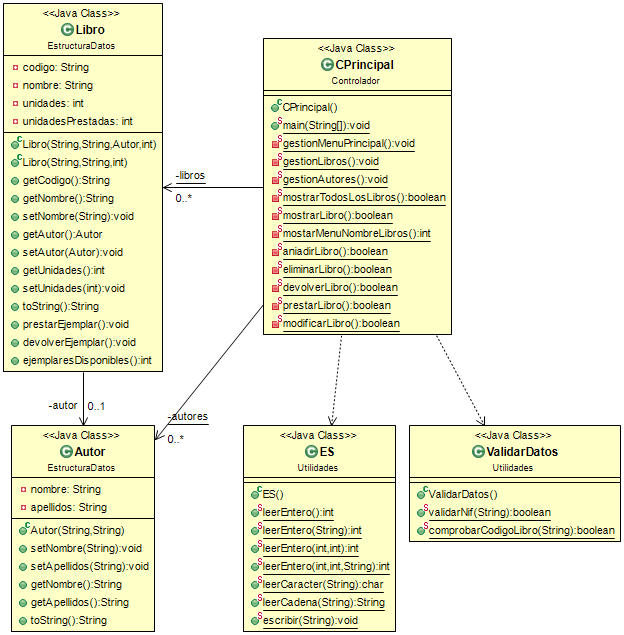 <<Java Class>>
Libro
EstructuraDatos
codigo: String
nombre: String
unidades: int
unidadesPrestadas: int
Libro(String,String,Autor,int)
Libro(String,String,int)
getCodigo():String
getNombre():String
setNombre(String):void
getAutor():Autor
setAutor(Autor):void
getUnidades():int
setUnidades(int):void
toString():String
prestarEjemplar():void
devolverEjemplar():void
ejemplaresDisponibles():int
<<Java Class>>
CPrincipal
Controlador
CPrincipal()
main(String[]):void
gestionMenuPrincipal():void
gestionLibros():void
gestionAutores():void
mostrarTodosLosLibros():boolean
mostrarLibro():boolean
mostarMenuNombreLibros():int
aniadirLibro():boolean
eliminarLibro():boolean
devolverLibro():boolean
prestarLibro():boolean
modificarLibro():boolean
-libros
0..*
-autor
0..1
-autores
0..*
<<Java Class>>
Autor
EstructuraDatos
nombre: String
apellidos: String
Autor(String,String)
setNombre(String):void
setApellidos(String):void
getNombre():String
getApellidos():String
toString():String
<<Java Class>>
ES
Utilidades
ES()
leerEntero():int
leerEntero(String):int
leerEntero(int,int):int
leerEntero(int,int,String):int
leerCaracter(String):char
leerCadena(String):String
escribir(String):void
<<Java Class>>
ValidarDatos
Utilidades
ValidarDatos()
validarNif(String):boolean
comprobarCodigoLibro(String):boolean